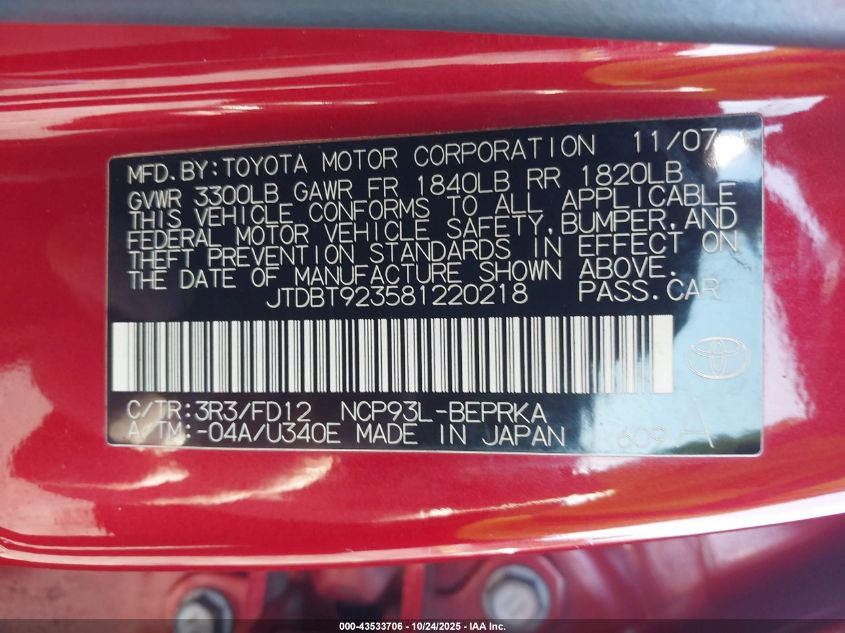 MFD.BY:TOYOTA MOTOR CORPORATION 11/07
GVWR 3300LB GAWR FR 1840LB RR 1820LB
THIS VEHICLE CONFORMS TO ALL APPLICABLE
FEDERAL MOTOR VEHICLE SAFETY,BUMPER,AND
THEFT PREVENTION STANDARDS IN EFFECT ON
THE DATE OF MANUFACTURE SHOWN ABOVE.
JTDBT923581220218 PASS.CAR
C/TR:3R3/FD12 NCP93L-BEPRKA
A/TM:-04A/U340E MADE IN JAPAN 609 A
000-43533706 - 10/24/2025 - IAA Inc.